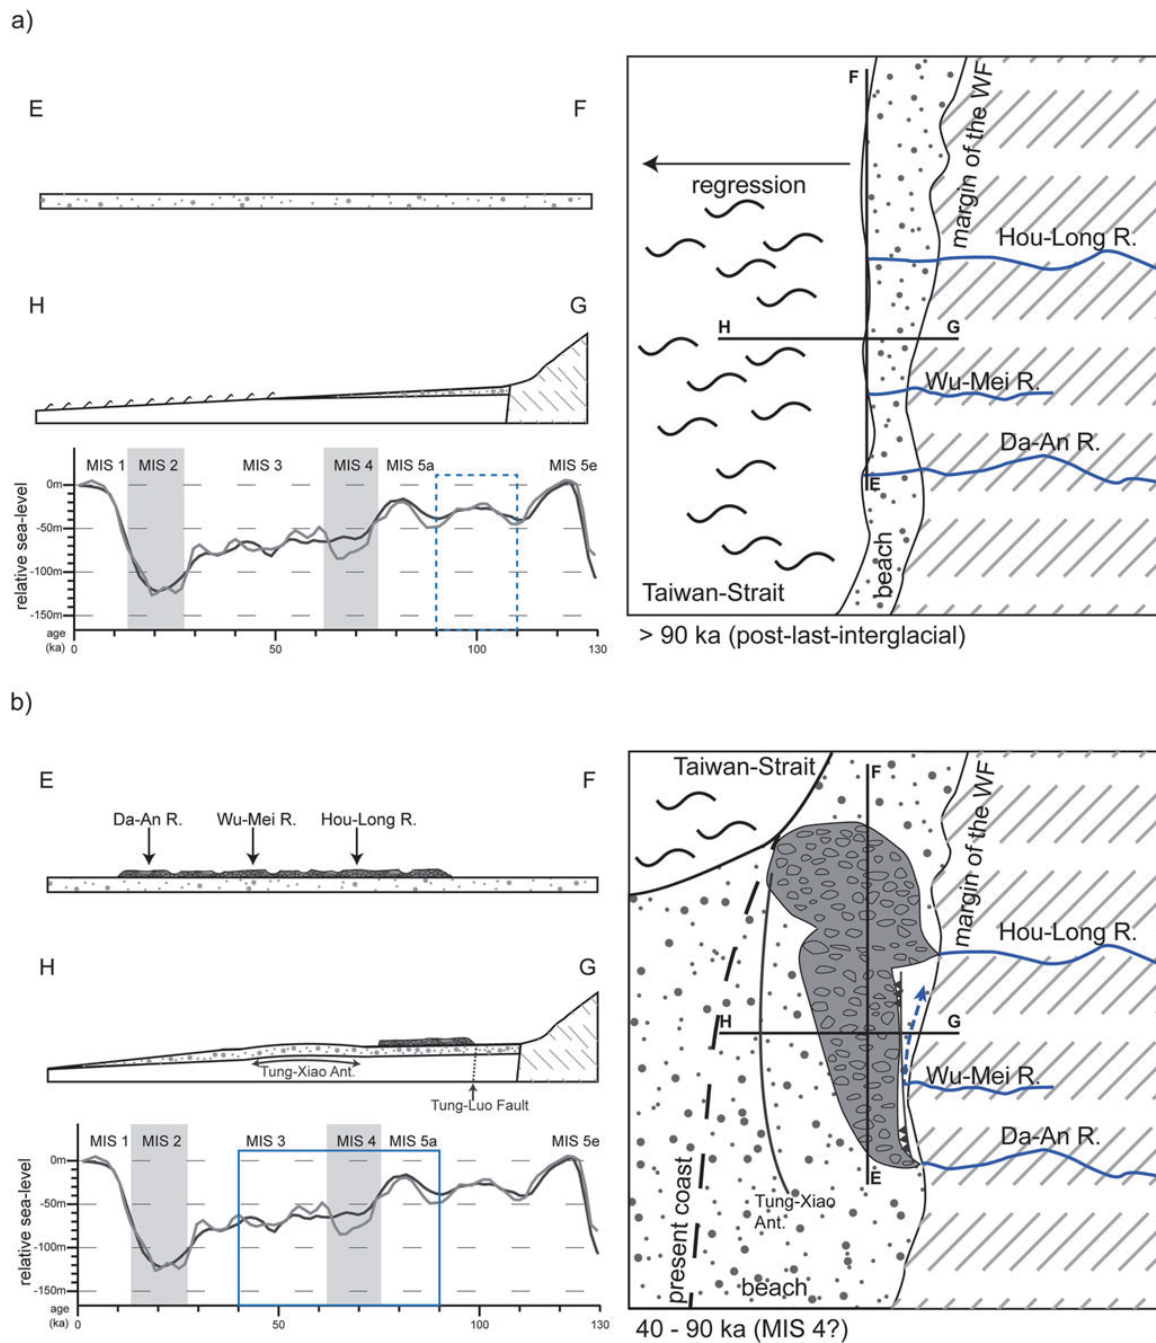 a)
E
F
H
G
MIS 1
MIS 2
MIS 3
MIS 4
MIS 5a
MIS 5e
relative sea-level
0m
-50m
-100m
-150m
age
(ka)
0
50
100
130
F
margin of the WF
regression
Hou-Long R.
H
G
Wu-Mei R.
Da-An R.
E
beach
Taiwan-Strait
> 90 ka (post-last-interglacial)
b)
E
F
Da-An R.
Wu-Mei R.
Hou-Long R.
H
G
Tung-Xiao Ant.
Tung-Luo Fault
MIS 1
MIS 2
MIS 3
MIS 4
MIS 5a
MIS 5e
relative sea-level
0m
-50m
-100m
-150m
age
(ka)
0
50
100
130
Taiwan-Strait
F
margin of the WF
Hou-Long R.
H
G
Wu-Mei R.
Da-An R.
E
Tung-Xiao
Ant.
present coast
beach
40 - 90 ka (MIS 4?)